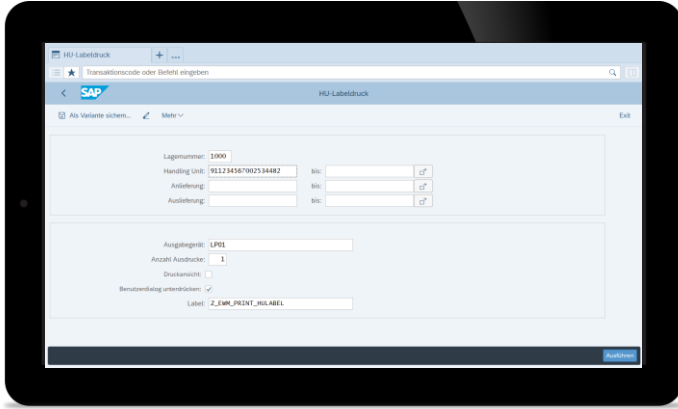 HU-Labeldruck + ...
Transaktionscode oder Befehl eingeben
SAP HU-Labeldruck
Als Variante sichern... Mehr Exit
Lagernummer: 1000
Handling Unit: 911234567002534482 bis:
Anlieferung: bis:
Auslieferung: bis:
Ausgabegerät: LP01
Anzahl Ausdrucke: 1
Druckansicht:
Benutzerdialog unterdrücken:
Label: Z_EWM_PRINT_HULABEL
Ausführen